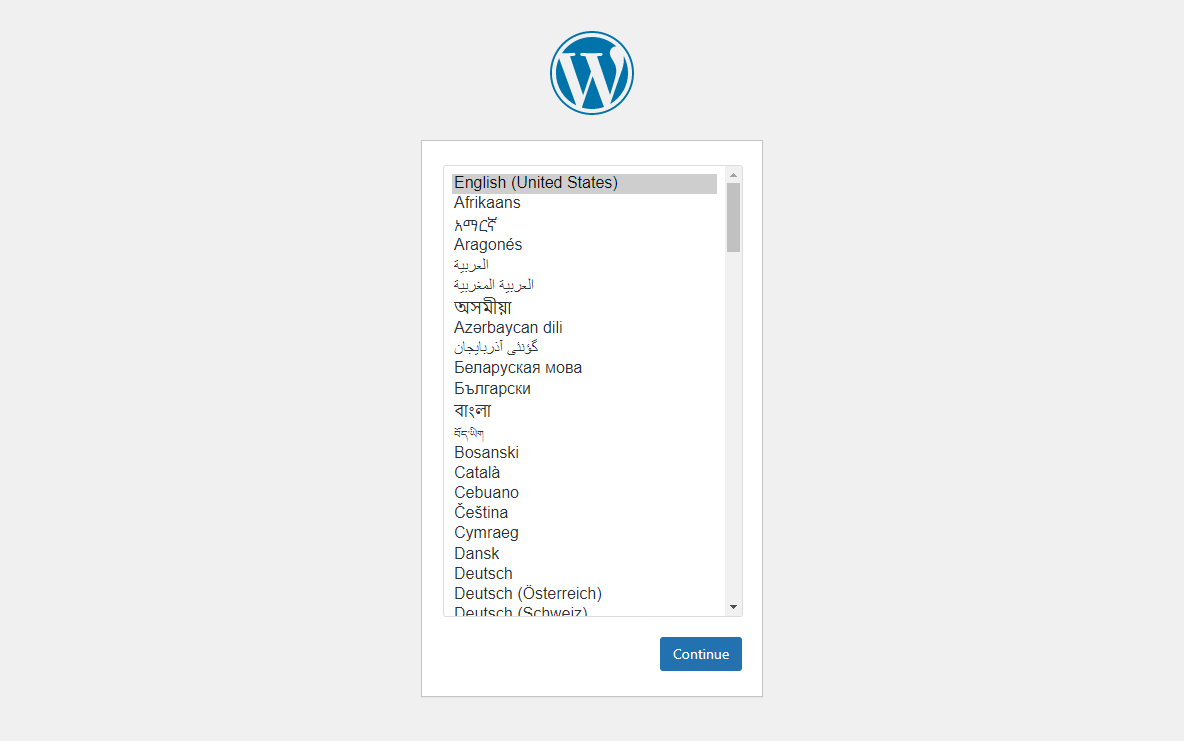 English (United States)
Afrikaans
አማርኛ
Aragonés
العربية
العربية المغربية
অসমীয়া
Azərbaycan dili
گؤنئی آذربایجان
Беларуская мова
Български
বাংলা
བོད་ཡིག
Bosanski
Català
Cebuano
Čeština
Cymraeg
Dansk
Deutsch
Deutsch (Österreich)
Deutsch (Schweiz)
Continue